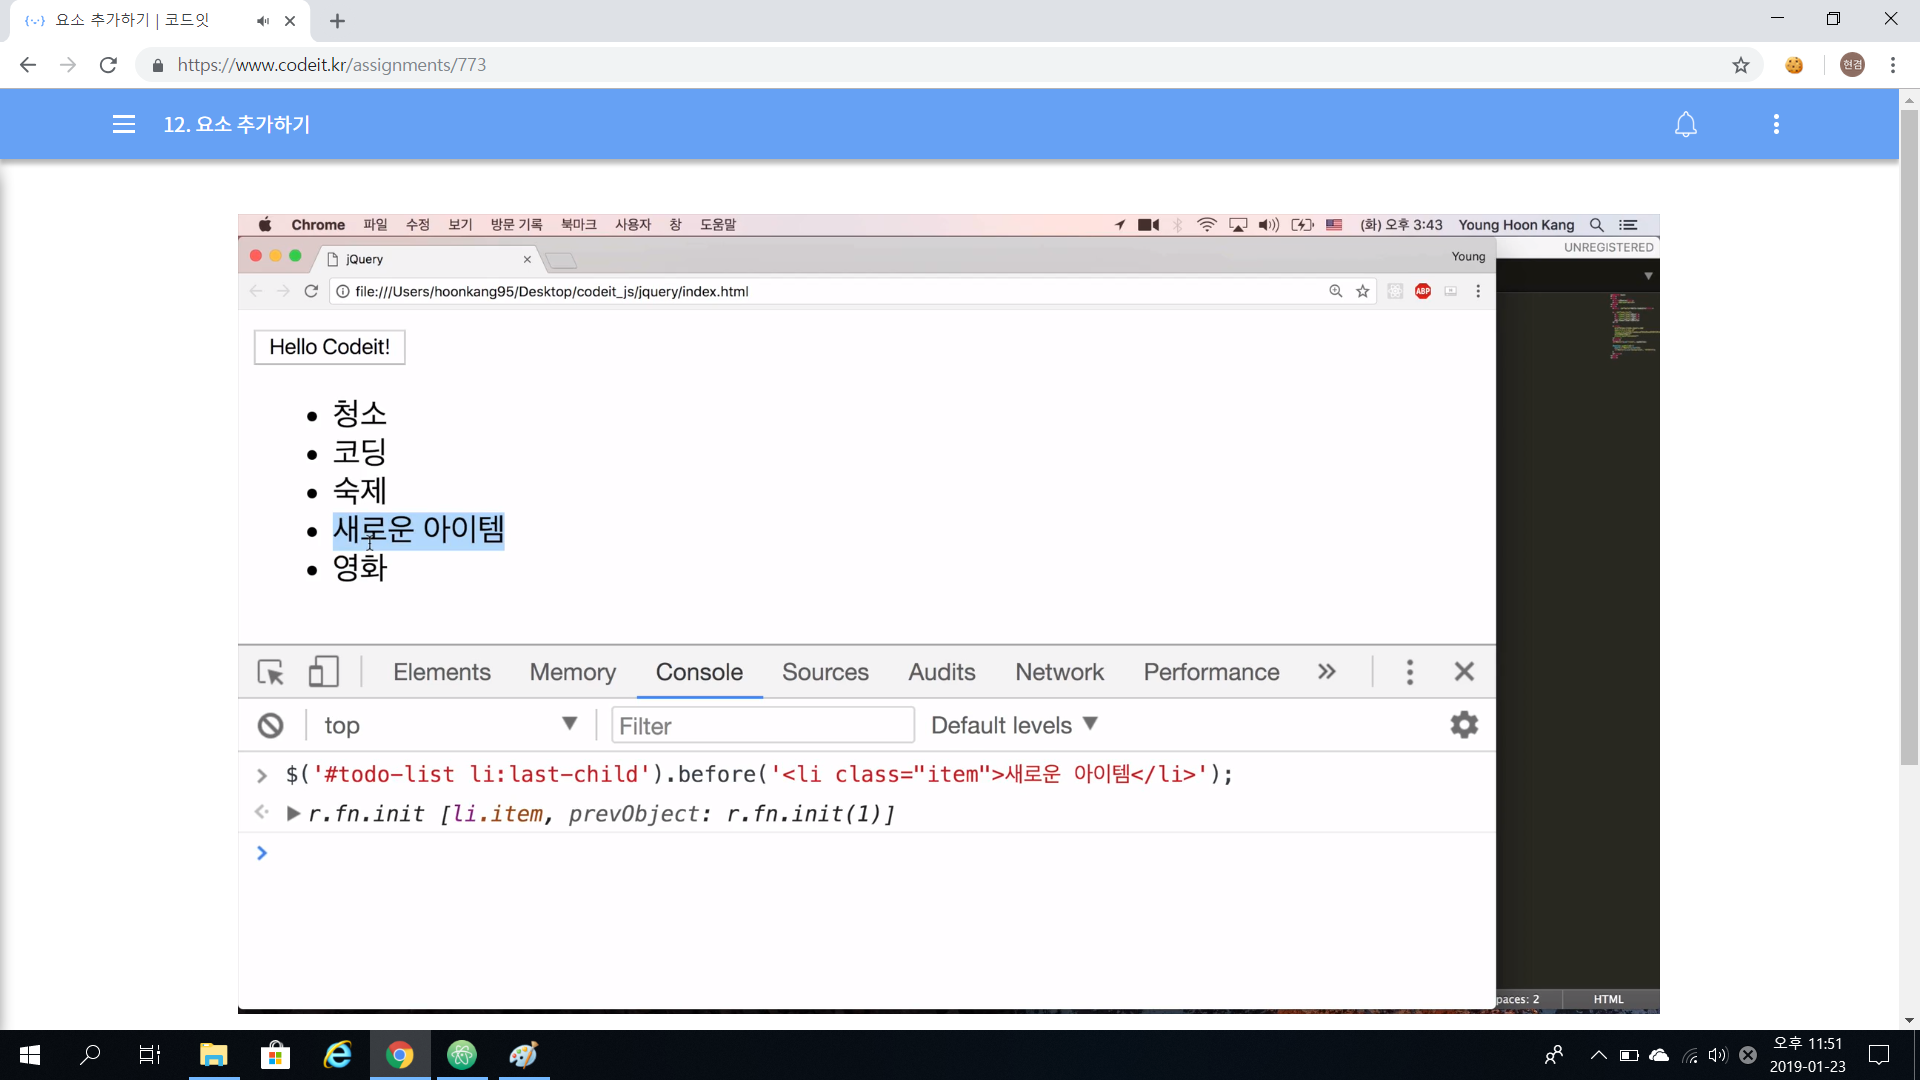 요소 추가하기 | 코드잇
https://www.codeit.kr/assignments/773
현경
12. 요소 추가하기
Chrome 파일 수정 보기 방문 기록 북마크 사용자 창 도움말 (화) 오후 3:43 Young Hoon Kang
UNREGISTERED
jQuery
Young
file:///Users/hoonkang95/Desktop/codeit_js/jquery/index.html
ABP
Hello Codeit!
청소
코딩
숙제
새로운 아이템
영화
Elements Memory Console Sources Audits Network Performance
top Filter Default levels
$('#todo-list li:last-child').before('<li class="item">새로운 아이템</li>');
r.fn.init [li.item, prevObject: r.fn.init(1)]
paces: 2 HTML
오후 11:51
2019-01-23